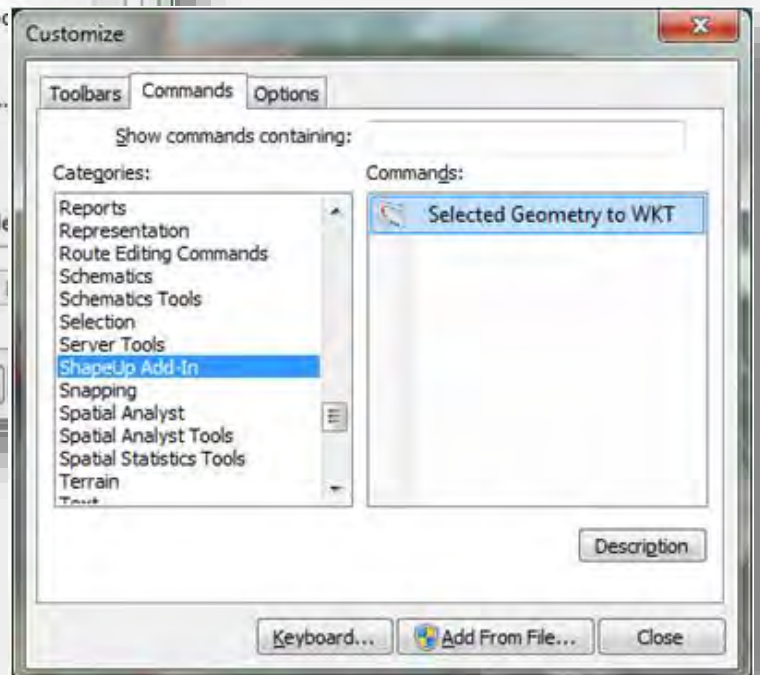 Customize
Toolbars Commands Options
Show commands containing:
Categories:
Reports
Representation
Route Editing Commands
Schematics
Schematics Tools
Selection
Server Tools
ShapeUp Add-In
Snapping
Spatial Analyst
Spatial Analyst Tools
Spatial Statistics Tools
Terrain
Text
Commands:
Selected Geometry to WKT
Description
Keyboard... Add From File... Close